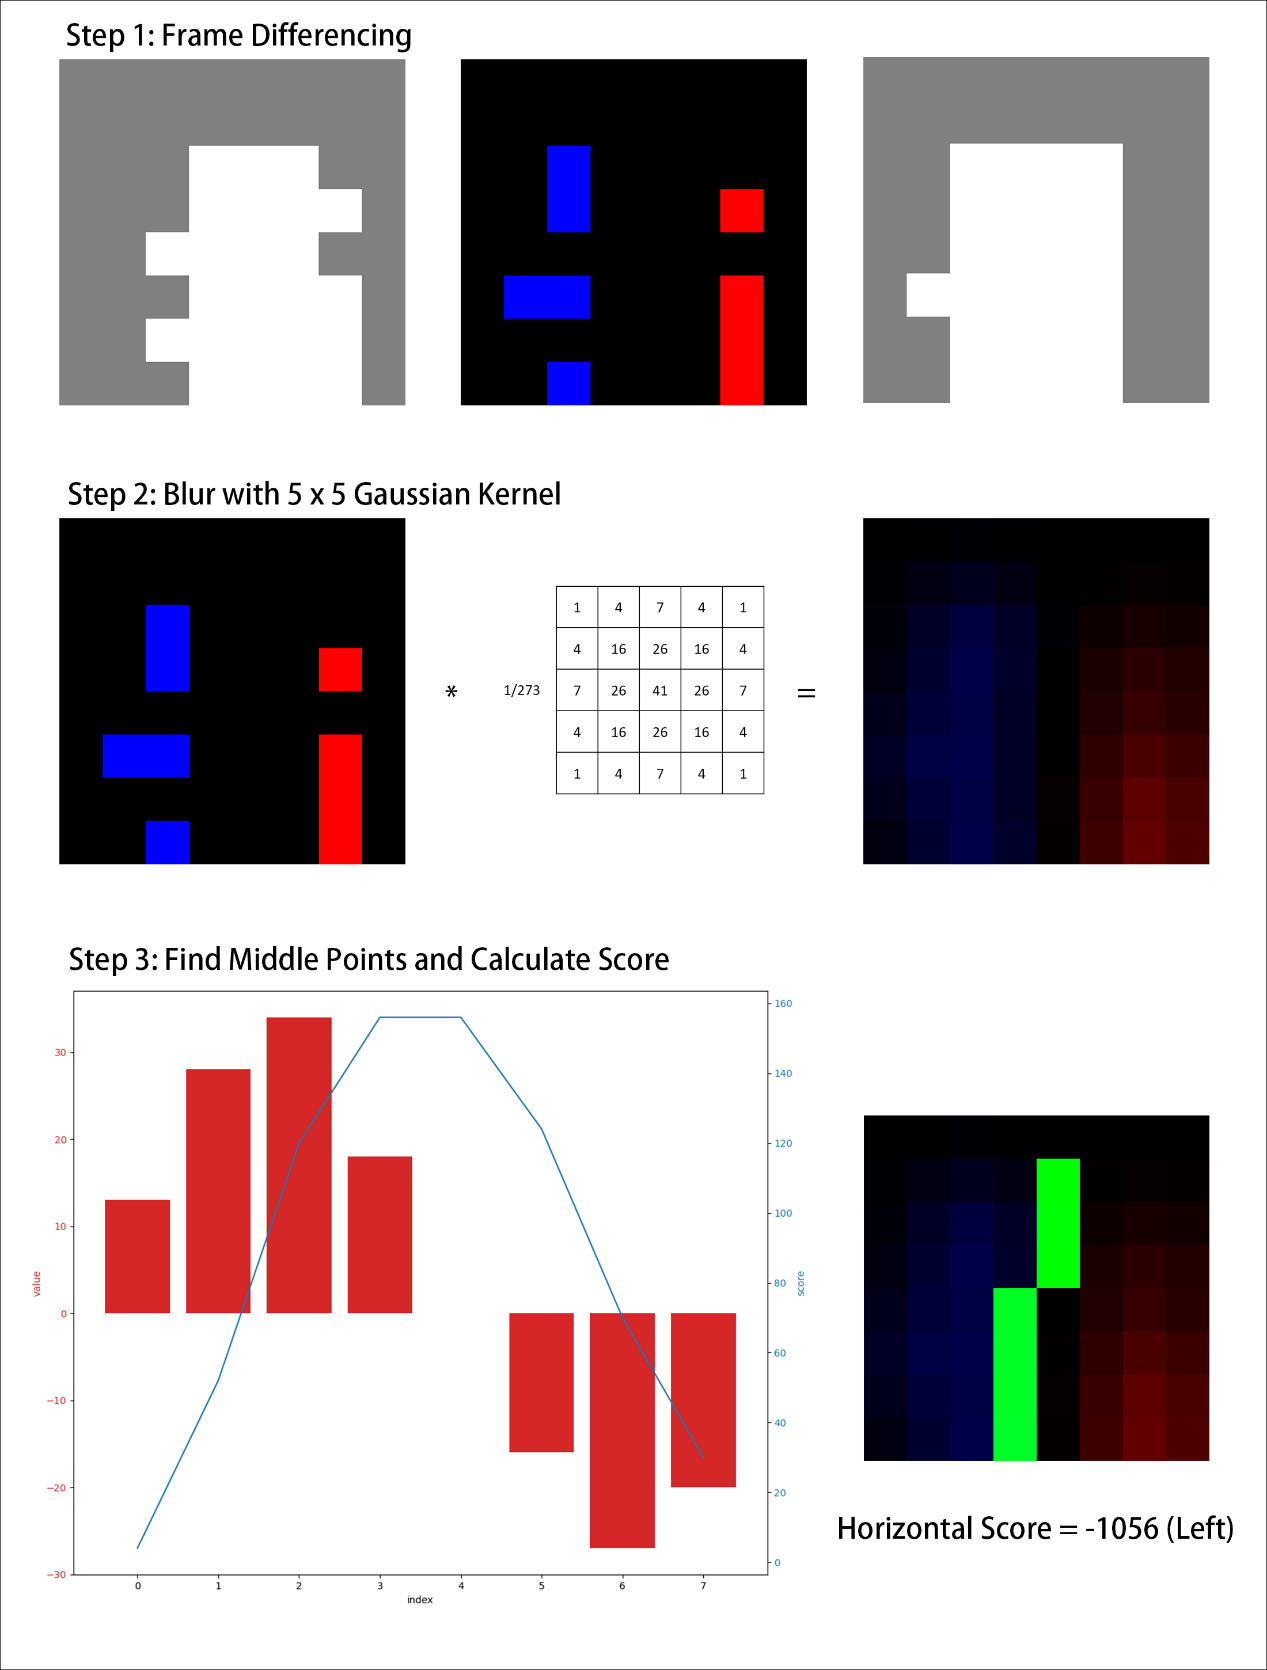 Step 1: Frame Differencing
Step 2: Blur with 5 x 5 Gaussian Kernel
1 4 7 4 1
4 16 26 16 4
* 1/273 7 26 41 26 7 =
4 16 26 16 4
1 4 7 4 1
Step 3: Find Middle Points and Calculate Score
160
30
140
20
120
10
100
value
0
score
80
60
−10
40
−20
20
0
−30
0 1 2 3 4 5 6 7
index
Horizontal Score = -1056 (Left)